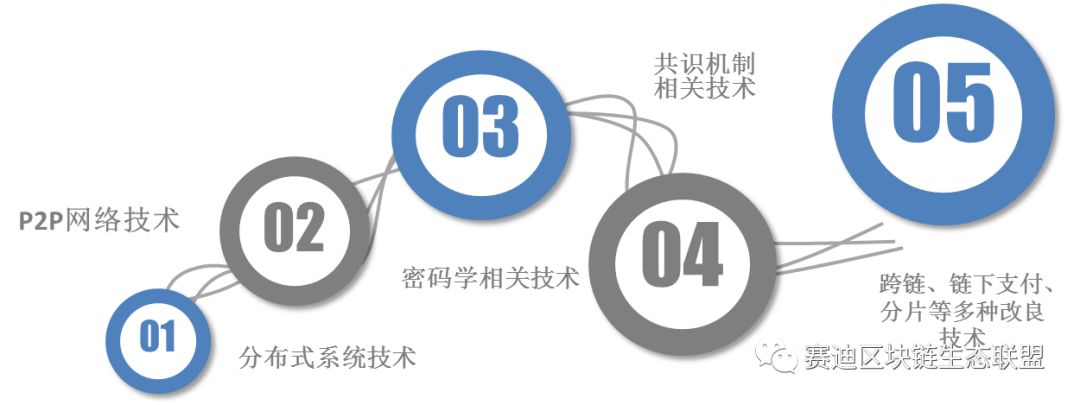 01
P2P网络技术
02
分布式系统技术
03
密码学相关技术
04
共识机制
相关技术
05
跨链、链下支付、
分片等多种改良
技术
赛迪区块链生态联盟